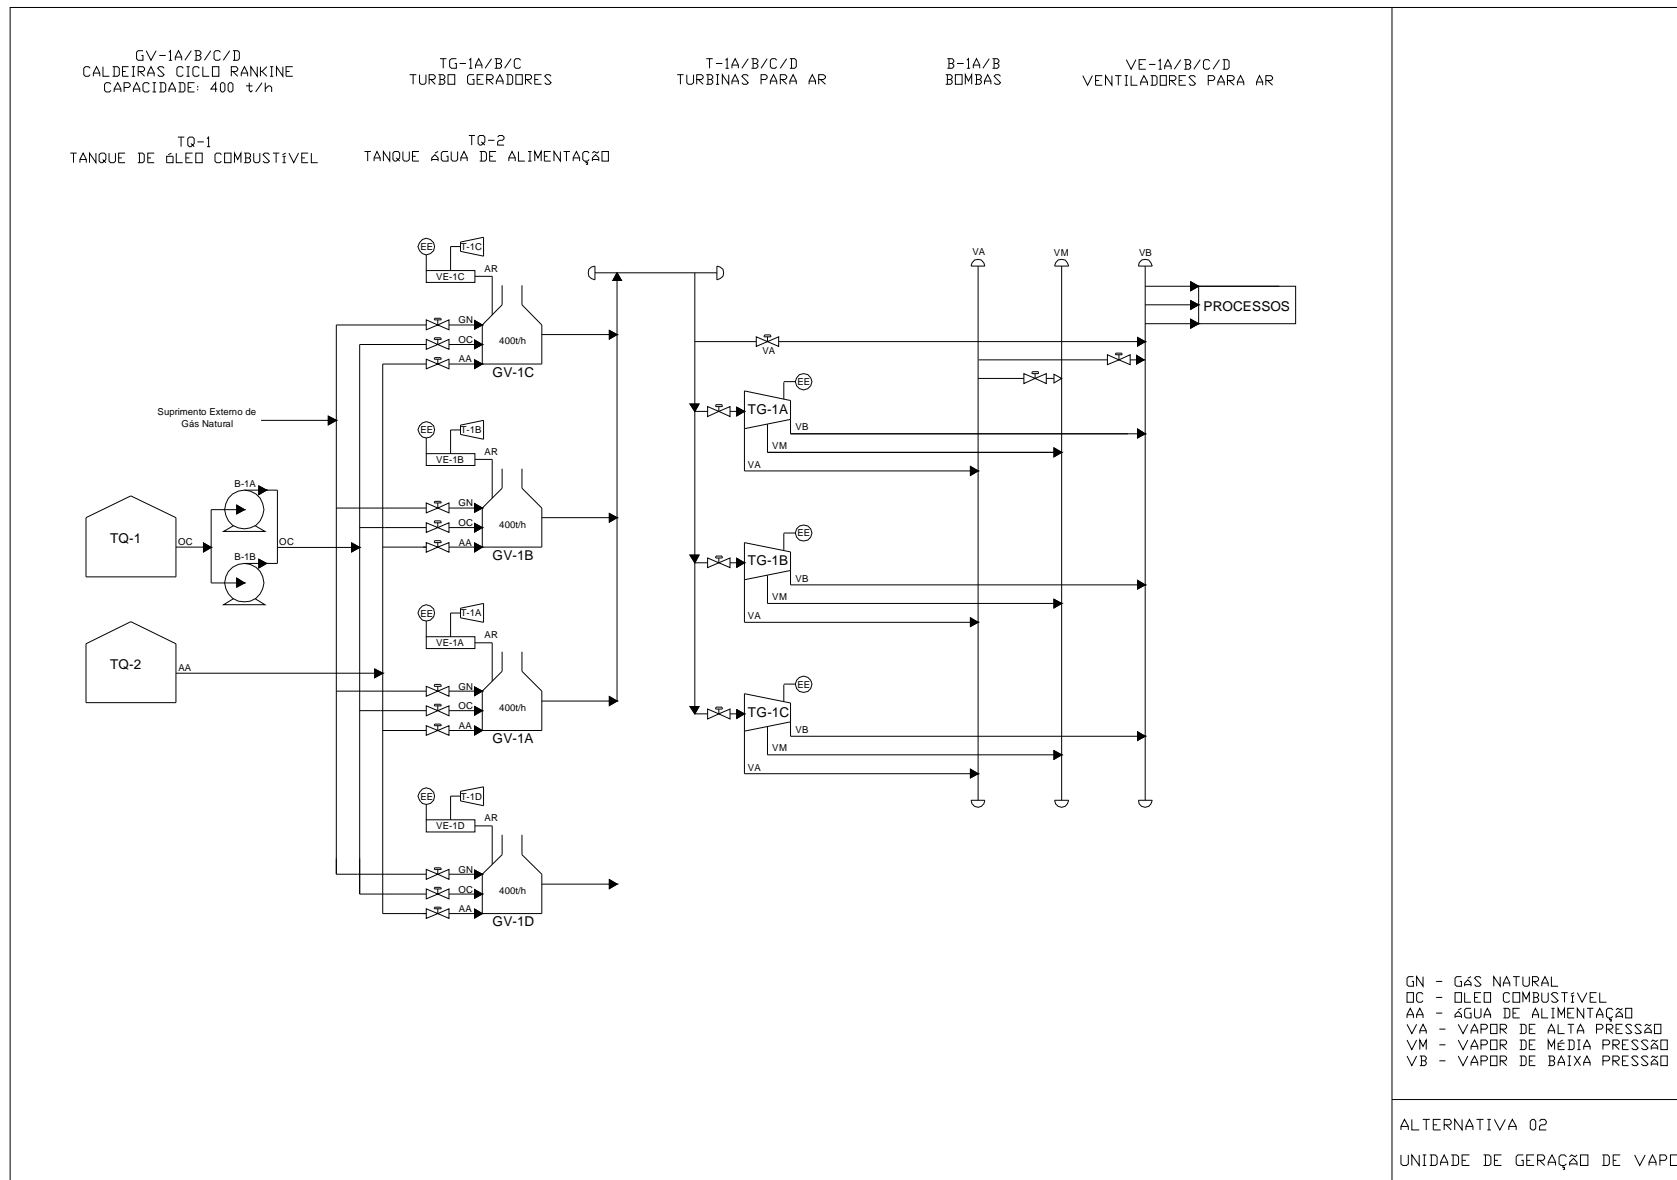 GV-1A/B/C/D
CALDEIRAS CICLO RANKINE
CAPACIDADE: 400 t/h
TG-1A/B/C
TURBO GERADORES
T-1A/B/C/D
TURBINAS PARA AR
B-1A/B
BOMBAS
VE-1A/B/C/D
VENTILADORES PARA AR
TQ-1
TANQUE DE óLEO COMBUSTíVEL
TQ-2
TANQUE áGUA DE ALIMENTAÇãO
EE
T-1C
VE-1C
AR
GN
OC
AA
400t/h
GV-1C
VA
VM
VB
PROCESSOS
VA
Suprimento Externo de
Gás Natural
EE
TG-1A
VB
VM
VA
EE
T-1B
VE-1B
AR
GN
OC
AA
400t/h
GV-1B
TQ-1
OC
B-1A
B-1B
OC
EE
TG-1B
VB
VM
VA
TQ-2
AA
EE
T-1A
VE-1A
AR
GN
OC
AA
400t/h
GV-1A
EE
TG-1C
VB
VM
VA
EE
T-1D
VE-1D
AR
GN
OC
AA
400t/h
GV-1D
GN - GáS NATURAL
OC - OLEO COMBUSTíVEL
AA - áGUA DE ALIMENTAÇãO
VA - VAPOR DE ALTA PRESSãO
VM - VAPOR DE MéDIA PRESSãO
VB - VAPOR DE BAIXA PRESSãO
ALTERNATIVA 02
UNIDADE DE GERAÇãO DE VAPO